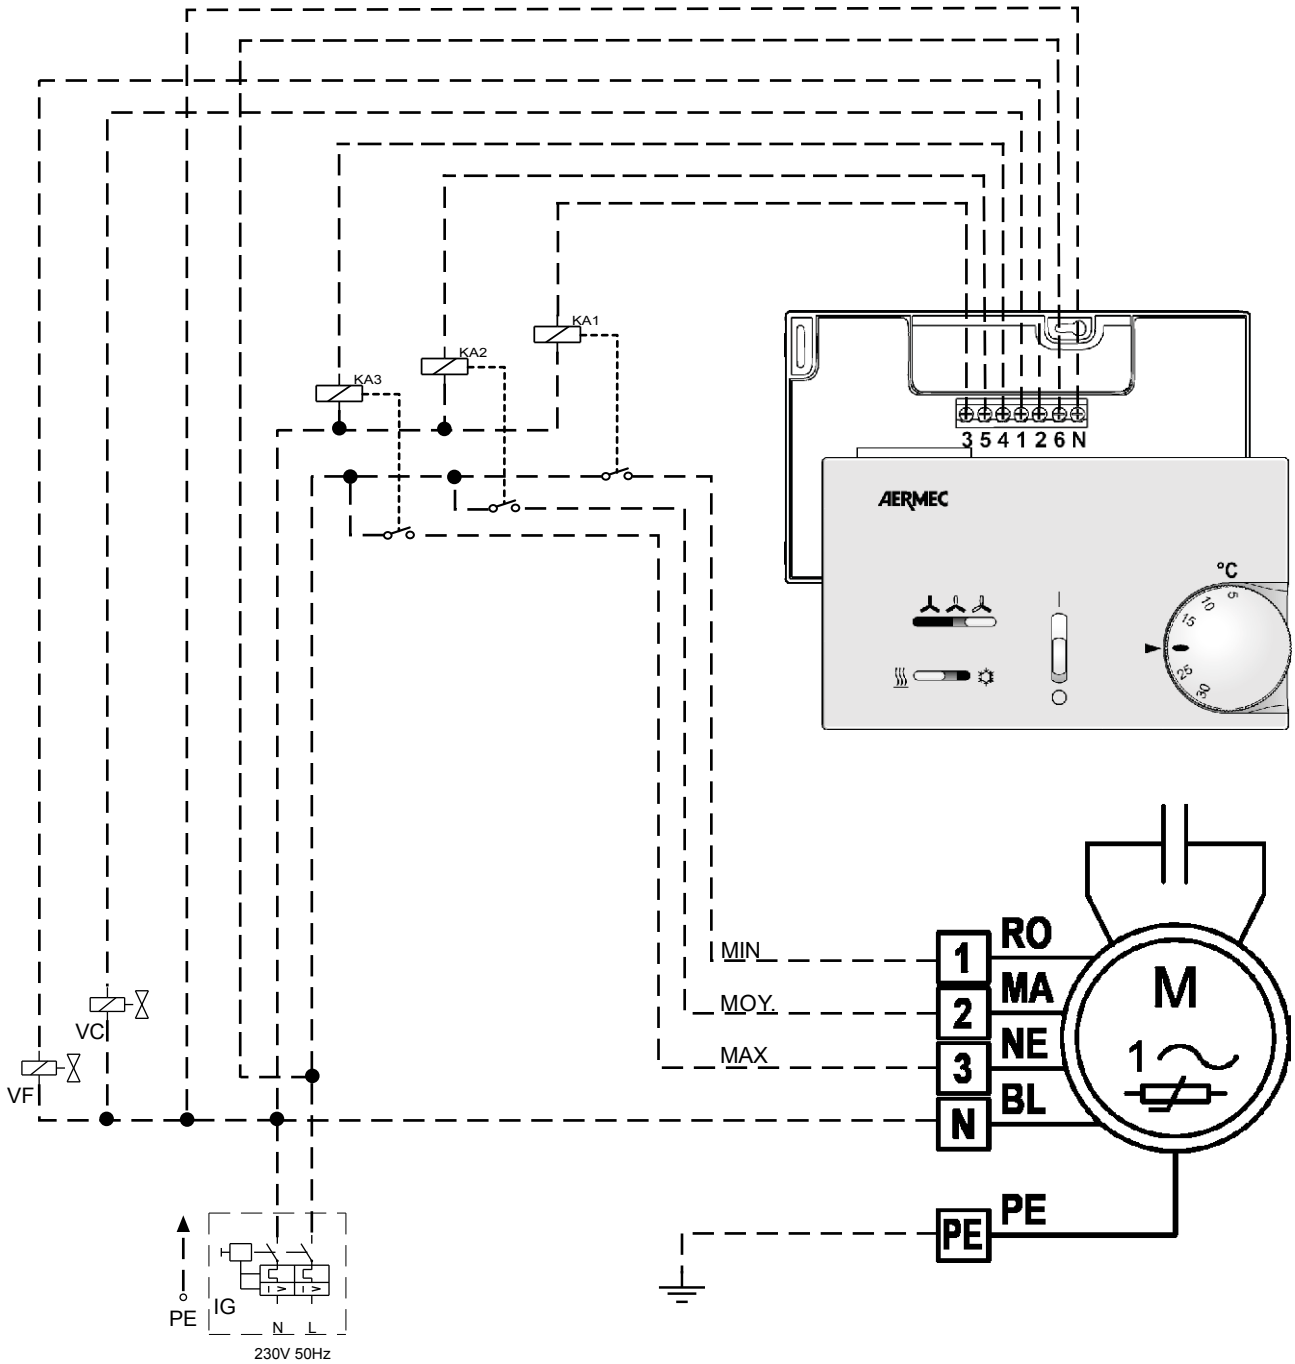 KA1
KA2
KA3
3 5 4 1 2 6 N
AERMEC
°C
5
10
15
25
30
RO
MIN
1
M
MA
MOY.
2
NE
1
MAX
3
BL
N
VC
VF
PE
PE
PE
IG
N L
230V 50Hz